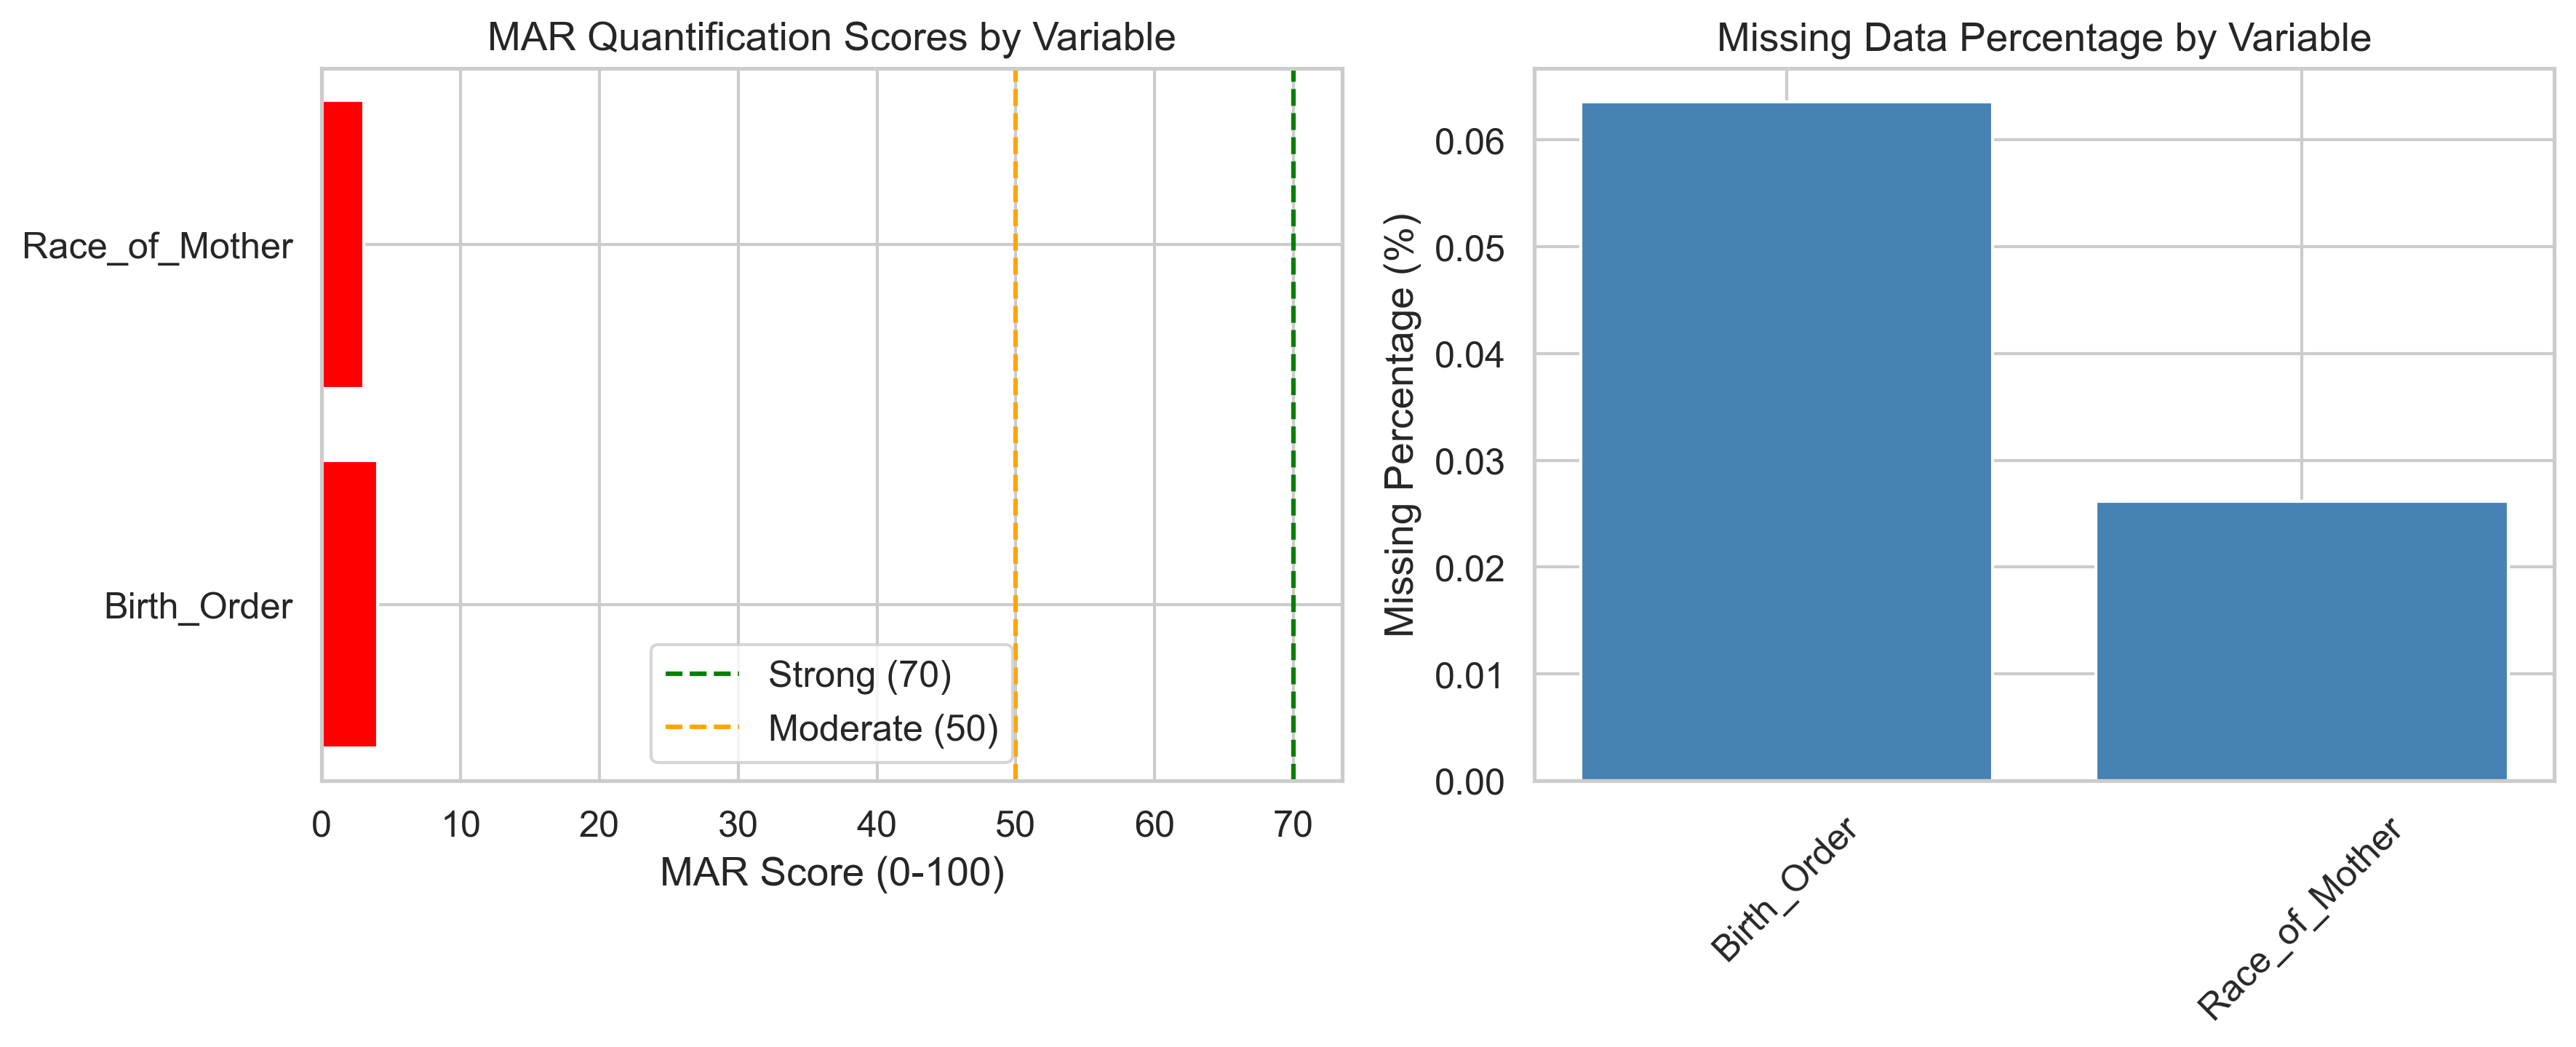 MAR Quantification Scores by Variable
Race_of_Mother
Birth_Order
Strong (70)
Moderate (50)
0 10 20 30 40 50 60 70
MAR Score (0-100)
Missing Data Percentage by Variable
Missing Percentage (%)
0.06
0.05
0.04
0.03
0.02
0.01
0.00
Birth_Order
Race_of_Mother